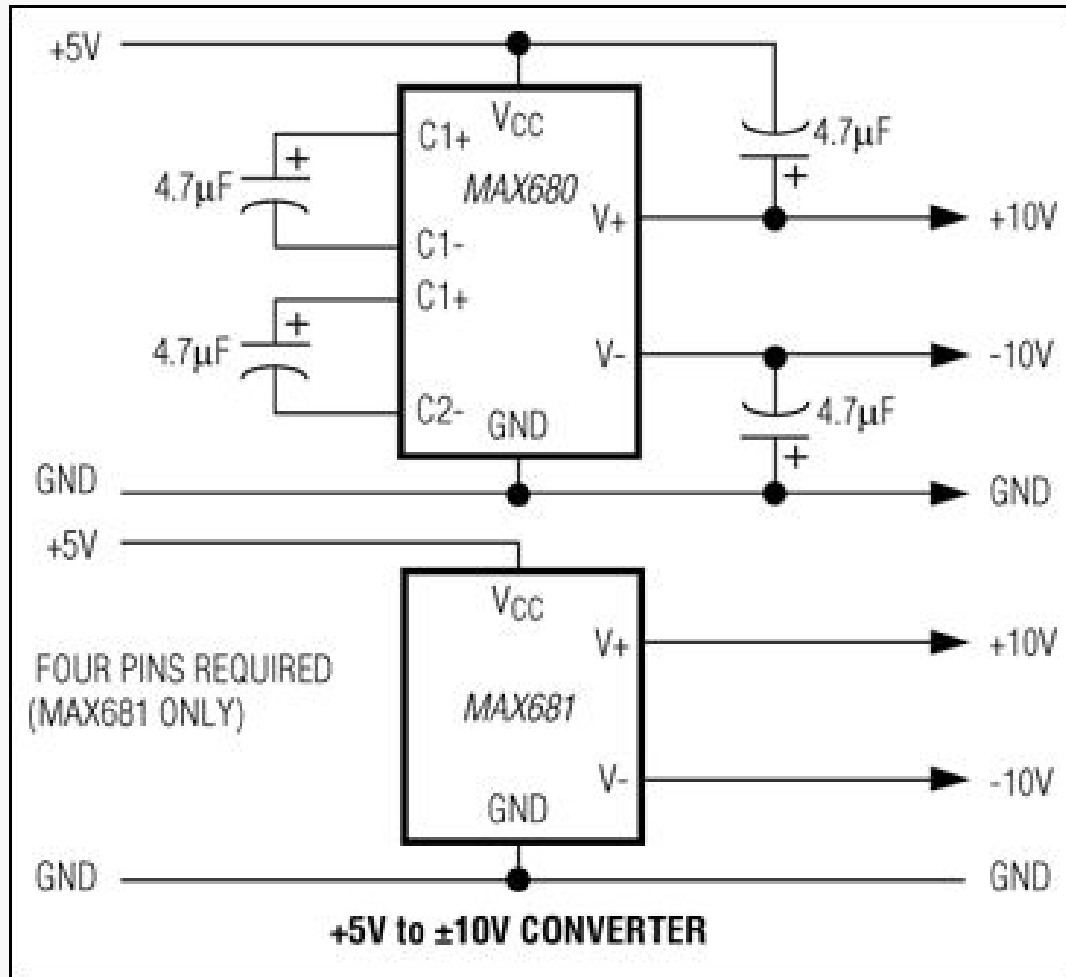 +5V
VCC
C1+
+
4.7μF
MAX680
4.7μF
+
V+
+10V
C1-
C1+
+
4.7μF
V-
-10V
C2-
GND
4.7μF
+
GND
GND
+5V
VCC
V+
+10V
FOUR PINS REQUIRED
(MAX681 ONLY)
MAX681
V-
-10V
GND
GND
GND
+5V to ±10V CONVERTER